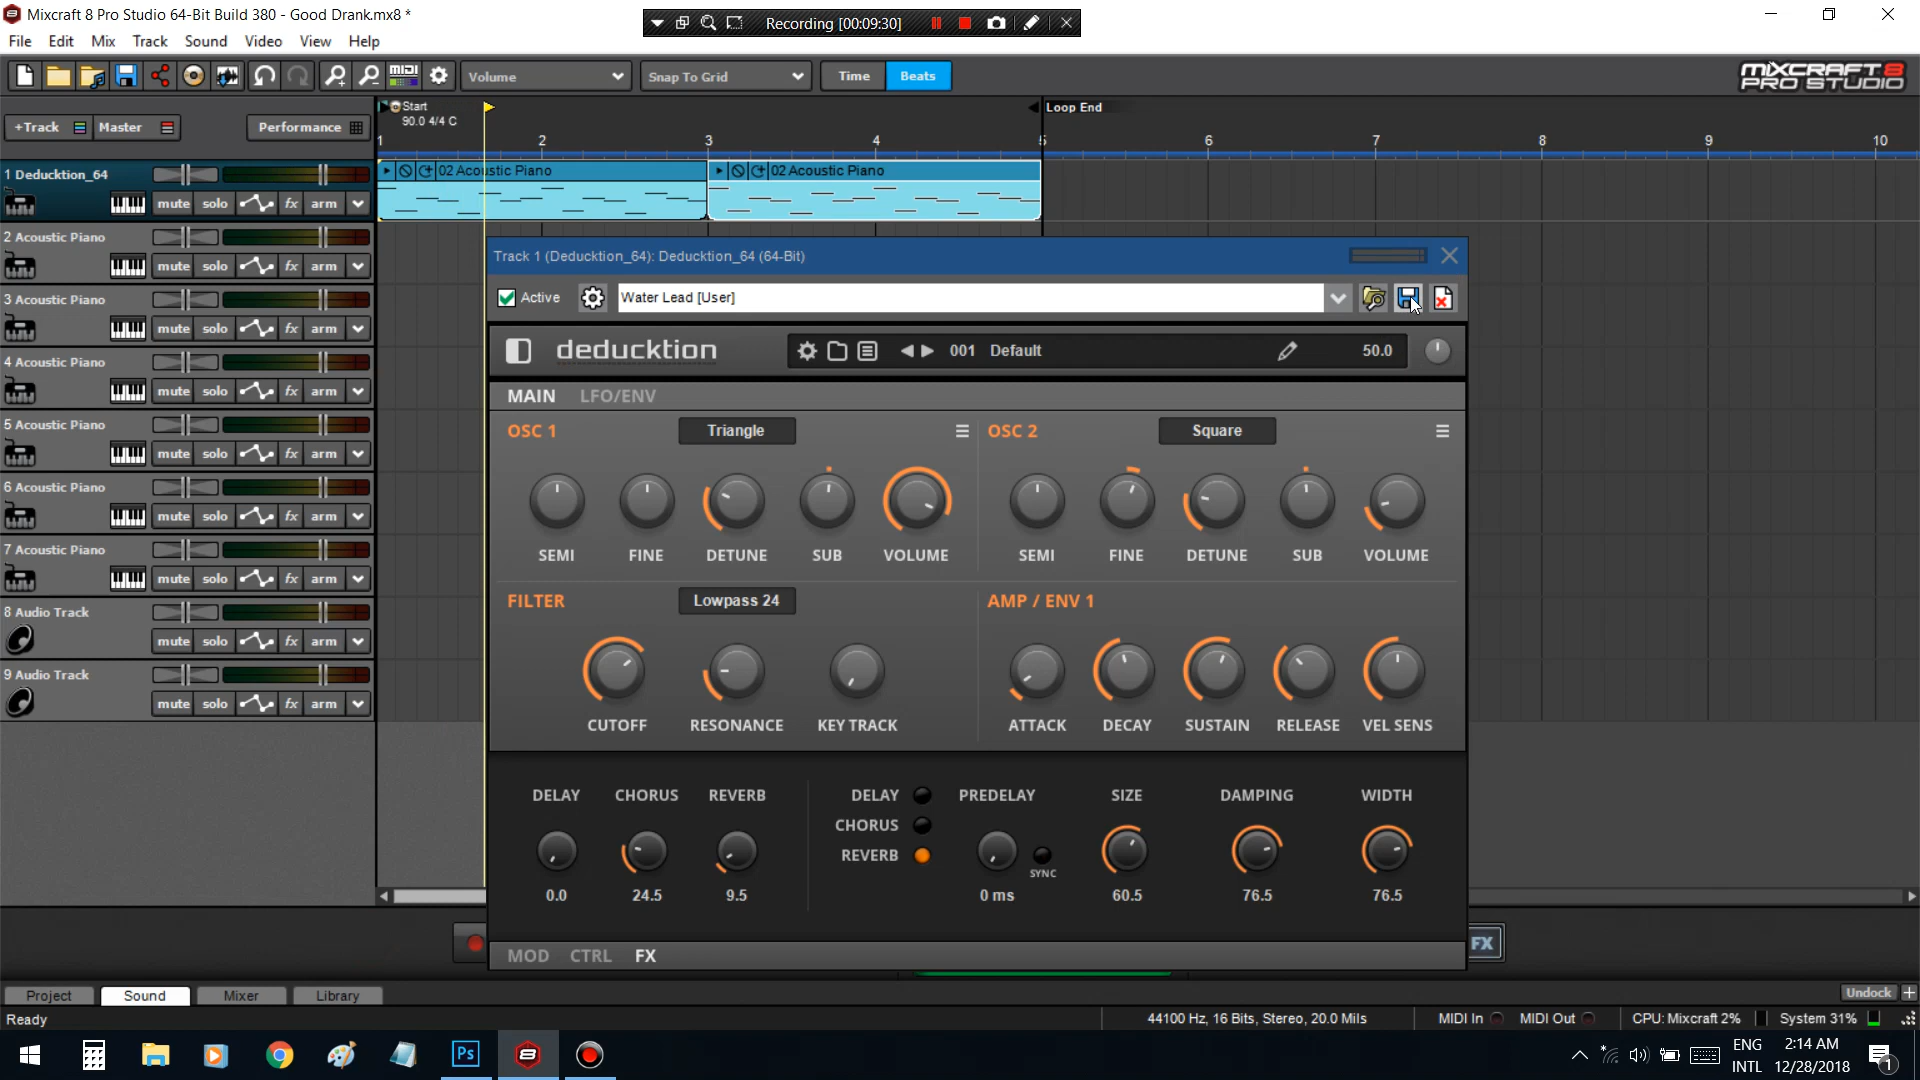 Mixcraft 8 Pro Studio 64-Bit Build 380 - Good Drank.mx8 *
Recording [00:09:30]
File Edit Mix Track Sound Video View Help
MIDI Volume Snap To Grid Time Beats
MIXCRAFT 8
PRO STUDIO
+Track Master Performance
Start
90.0 4/4 C
Loop End
1 2 3 4 5 6 7 8 9 10
1 Deducktion_64
mute solo fx arm
02 Acoustic Piano 02 Acoustic Piano
2 Acoustic Piano
mute solo fx arm
3 Acoustic Piano
mute solo fx arm
4 Acoustic Piano
mute solo fx arm
5 Acoustic Piano
mute solo fx arm
6 Acoustic Piano
mute solo fx arm
7 Acoustic Piano
mute solo fx arm
8 Audio Track
mute solo fx arm
9 Audio Track
mute solo fx arm
Track 1 (Deducktion_64): Deducktion_64 (64-Bit)
Active Water Lead [User]
deducktion 001 Default 50.0
MAIN LFO/ENV
OSC 1 Triangle OSC 2 Square
SEMI FINE DETUNE SUB VOLUME SEMI FINE DETUNE SUB VOLUME
FILTER Lowpass 24 AMP / ENV 1
CUTOFF RESONANCE KEY TRACK ATTACK DECAY SUSTAIN RELEASE VEL SENS
DELAY CHORUS REVERB DELAY PREDELAY SIZE DAMPING WIDTH
CHORUS
REVERB
SYNC
0.0 24.5 9.5 0 ms 60.5 76.5 76.5
MOD CTRL FX
FX
Project Sound Mixer Library Undock
Ready 44100 Hz, 16 Bits, Stereo, 20.0 Mils MIDI In MIDI Out CPU: Mixcraft 2% System 31%
Ps 8 ENG 2:14 AM
INTL 12/28/2018 1